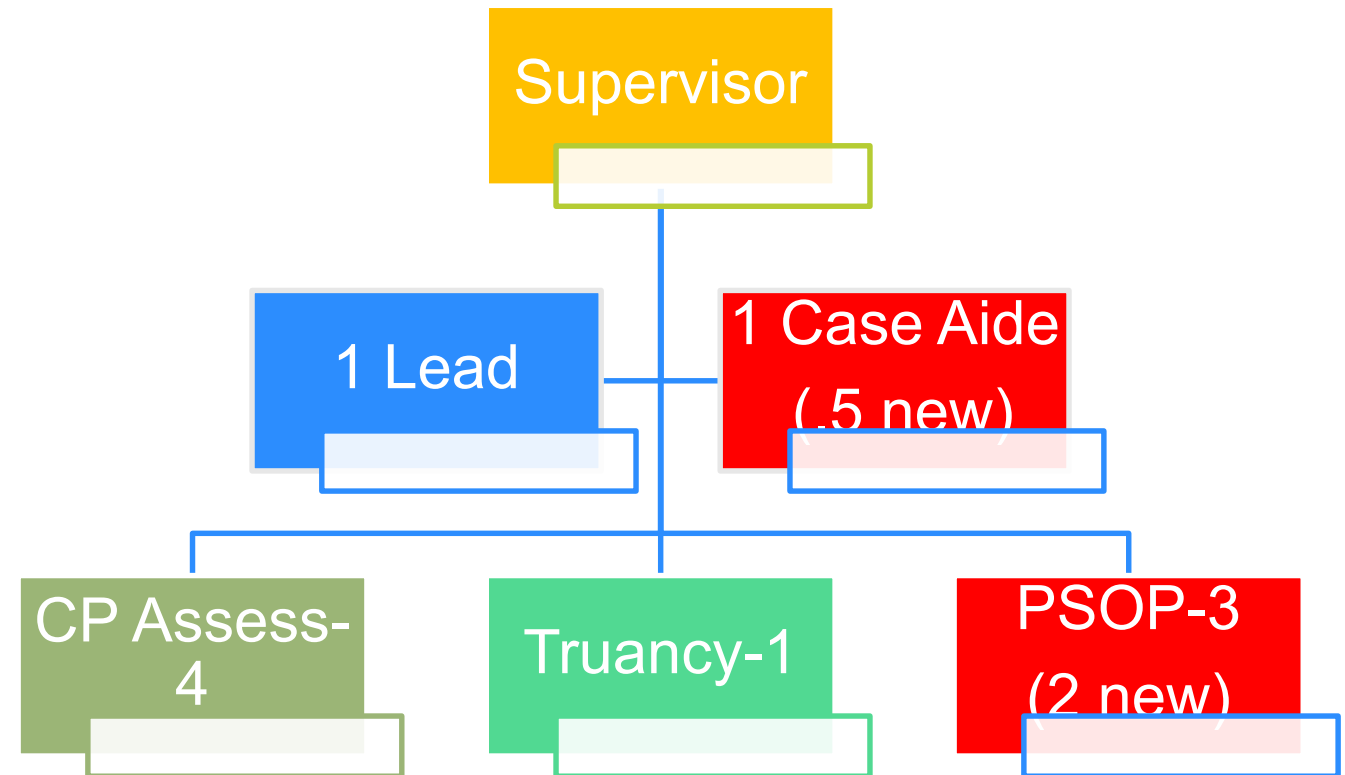 Supervisor
1 Lead
1 Case Aide
(.5 new)
CP Assess-
4
Truancy-1
PSOP-3
(2 new)